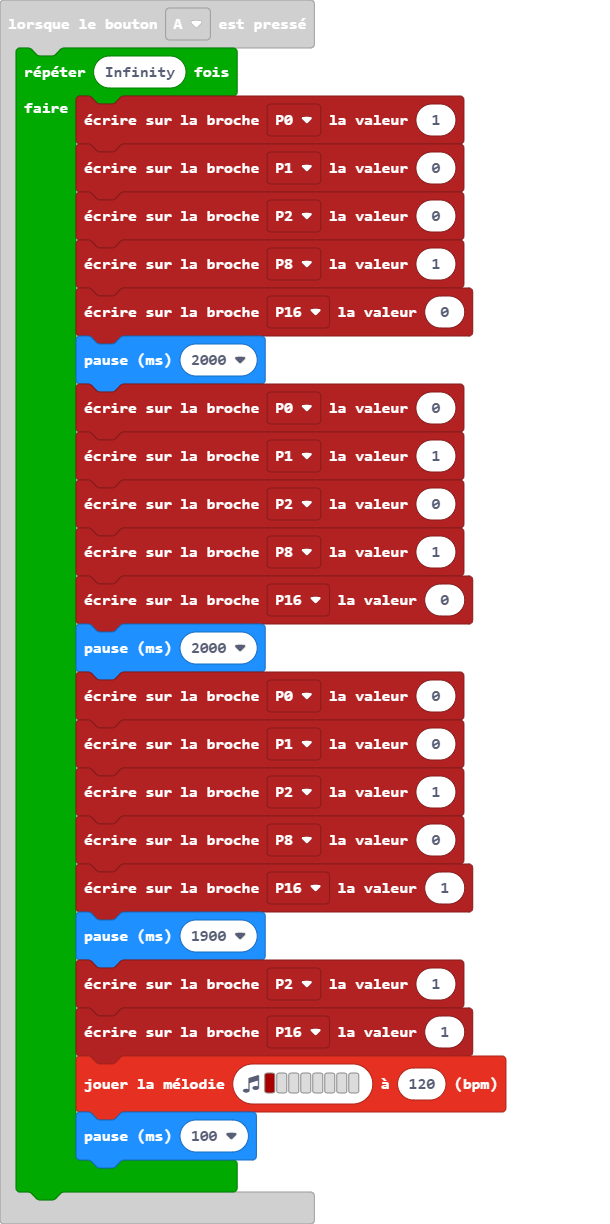 lorsque le bouton A est pressé
répéter Infinity fois
faire
écrire sur la broche P0 la valeur 1
écrire sur la broche P1 la valeur 0
écrire sur la broche P2 la valeur 0
écrire sur la broche P8 la valeur 1
écrire sur la broche P16 la valeur 0
pause (ms) 2000
écrire sur la broche P0 la valeur 0
écrire sur la broche P1 la valeur 1
écrire sur la broche P2 la valeur 0
écrire sur la broche P8 la valeur 1
écrire sur la broche P16 la valeur 0
pause (ms) 2000
écrire sur la broche P0 la valeur 0
écrire sur la broche P1 la valeur 0
écrire sur la broche P2 la valeur 1
écrire sur la broche P8 la valeur 0
écrire sur la broche P16 la valeur 1
pause (ms) 1900
écrire sur la broche P2 la valeur 1
écrire sur la broche P16 la valeur 1
jouer la mélodie à 120 (bpm)
pause (ms) 100